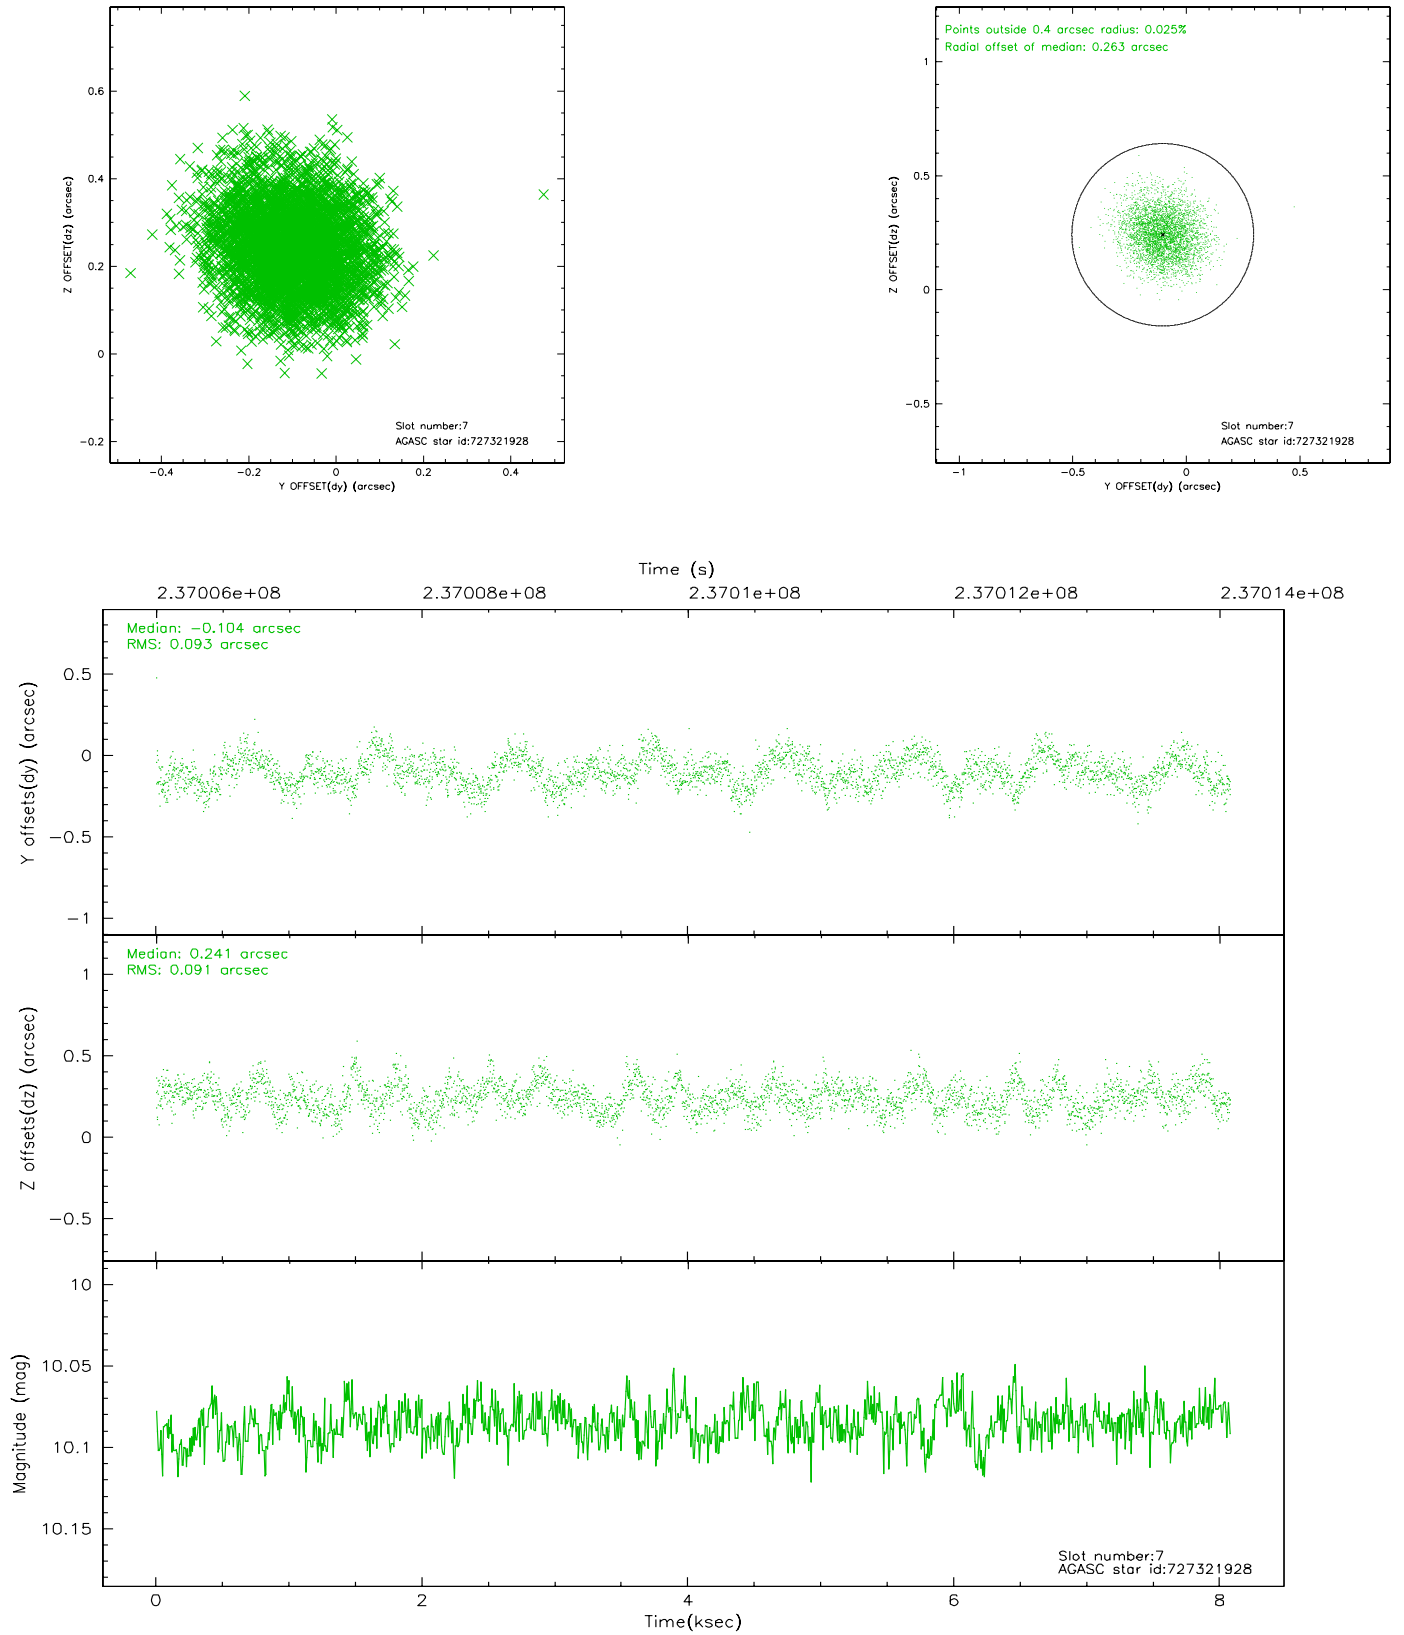 0.6
0.4
0.2
0
−0.2
Z OFFSET(dz) (arcsec)
−0.4
−0.2
0
0.2
0.4
Y OFFSET(dy) (arcsec)
Slot number:7
AGASC star id:727321928
Points outside 0.4 arcsec radius: 0.025%
Radial offset of median: 0.263 arcsec
1
0.5
0
−0.5
Z OFFSET(dz) (arcsec)
−1
−0.5
0
0.5
Y OFFSET(dy) (arcsec)
Slot number:7
AGASC star id:727321928
Time (s)
2.37006e+08
2.37008e+08
2.3701e+08
2.37012e+08
2.37014e+08
Median: −0.104 arcsec
RMS: 0.093 arcsec
0.5
0
−0.5
−1
Y offsets(dy) (arcsec)
Median: 0.241 arcsec
RMS: 0.091 arcsec
1
0.5
0
−0.5
Z offsets(dz) (arcsec)
10
10.05
10.1
10.15
Magnitude (mag)
Slot number:7
AGASC star id:727321928
0
2
4
6
8
Time(ksec)